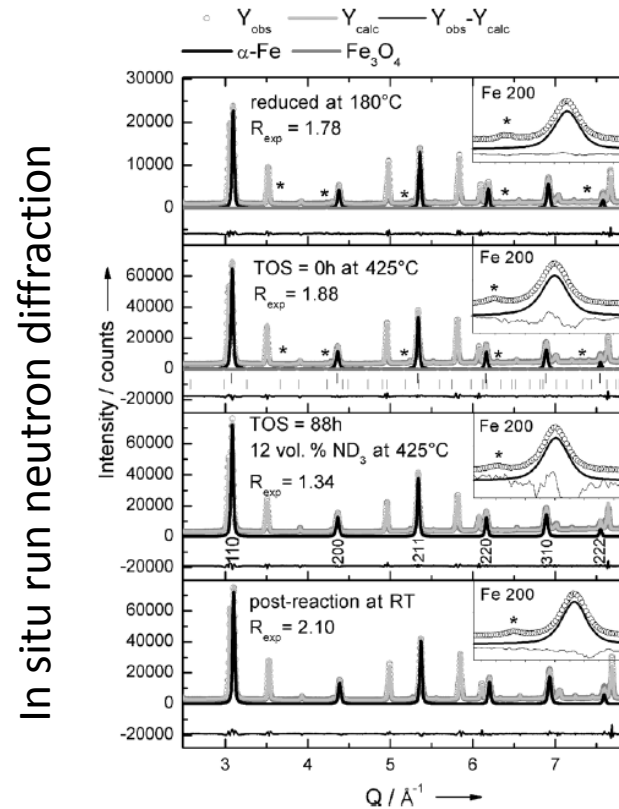 In situ run neutron diffraction
Y_obs Y_calc Y_obs-Y_calc
α-Fe Fe₃O₄
Intensity / counts
30000
20000
10000
0
reduced at 180°C
R_exp = 1.78
* * * * *
Fe 200
*
60000
40000
20000
0
-20000
TOS = 0h at 425°C
R_exp = 1.88
* * * * *
Fe 200
*
60000
40000
20000
0
-20000
TOS = 88h
12 vol. % ND₃ at 425°C
R_exp = 1.34
Fe 200
*
110 200 211 220 310 222
60000
40000
20000
0
-20000
post-reaction at RT
R_exp = 2.10
Fe 200
*
3 4 5 6 7
Q / Å⁻¹